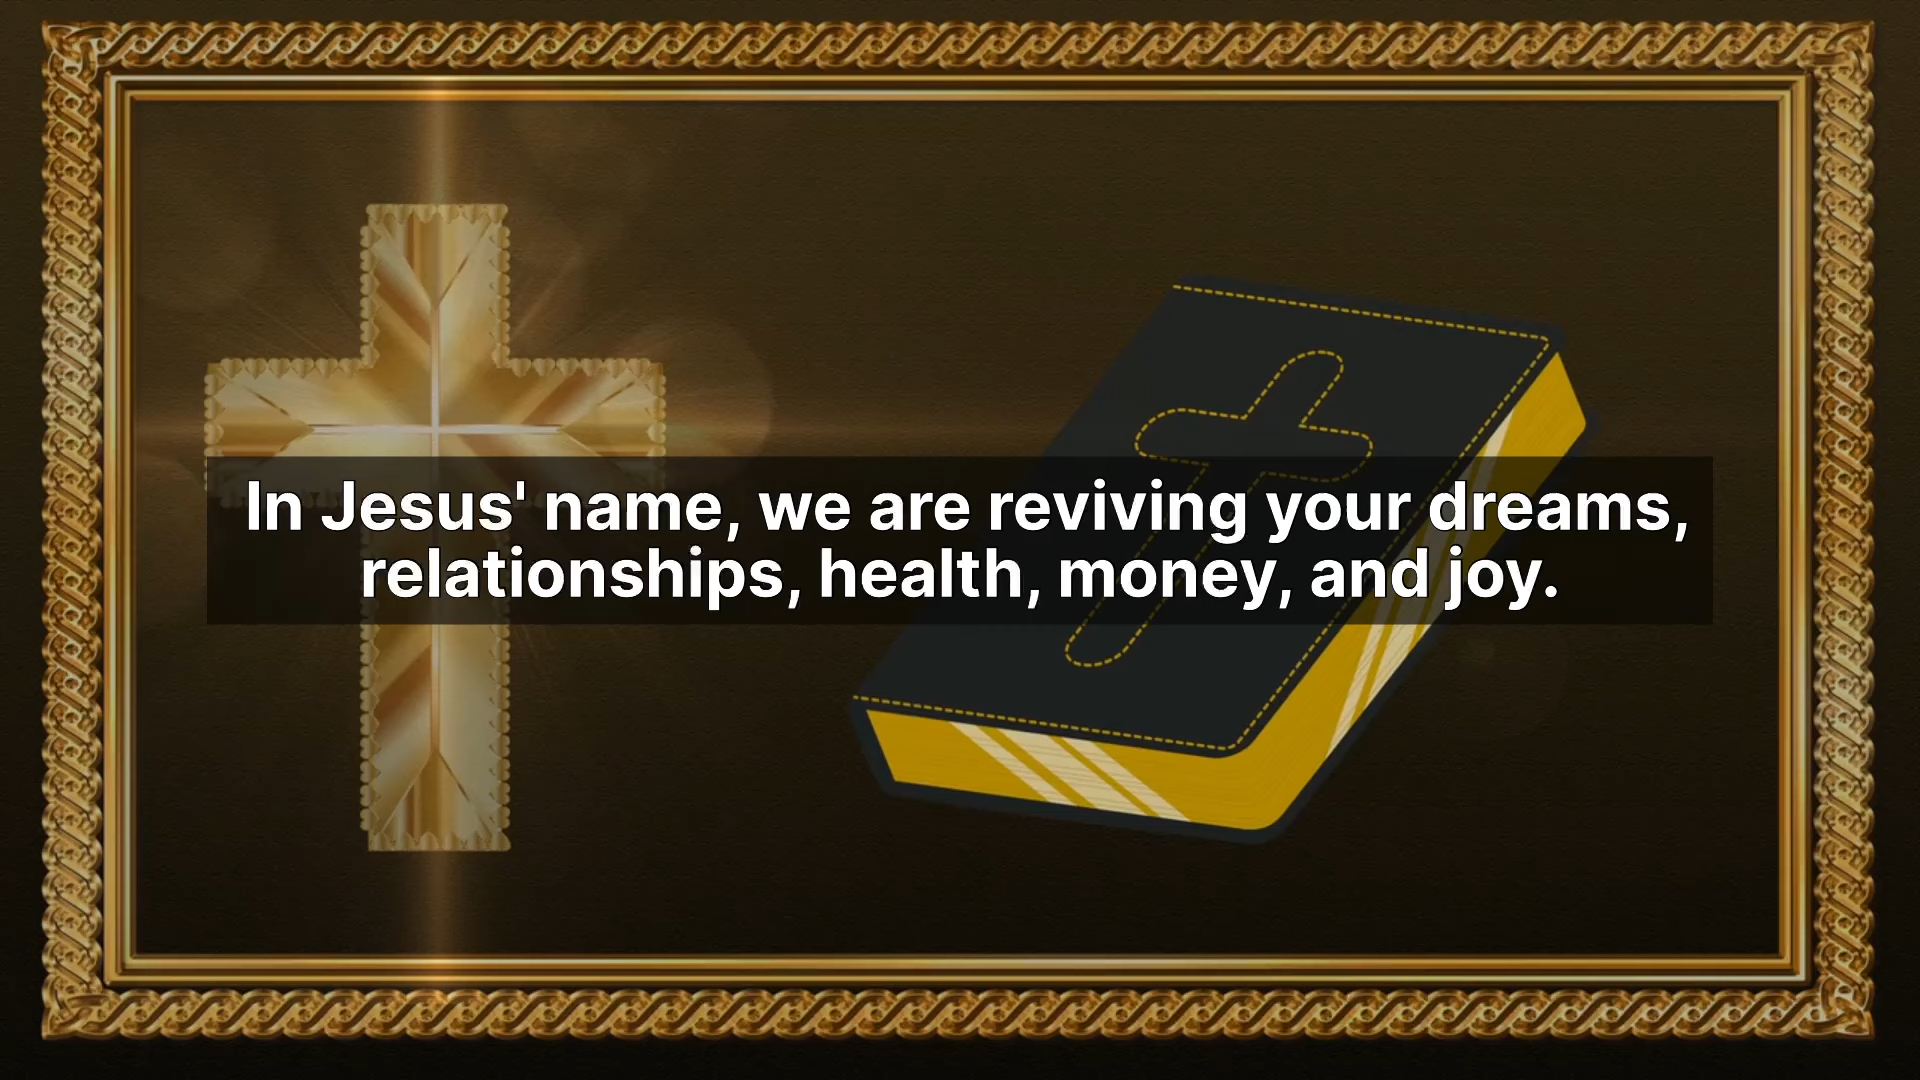 In Jesus' name, we are reviving your dreams,
relationships, health, money, and joy.